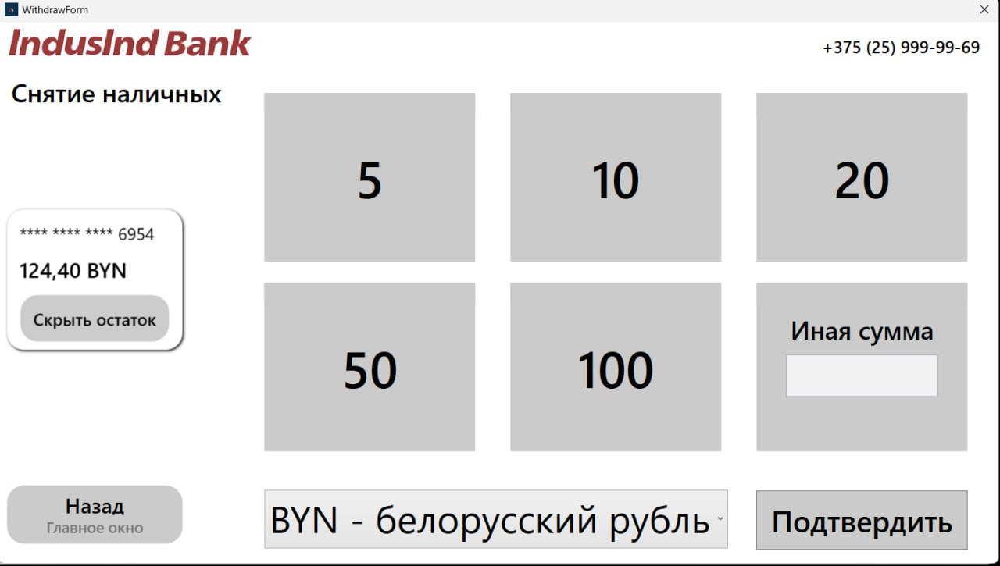 WithdrawForm
IndusInd Bank
+375 (25) 999-99-69
Снятие наличных
5
10
20
**** **** **** 6954
124,40 BYN
Скрыть остаток
50
100
Иная сумма
Назад
Главное окно
BYN - белорусский рубль
Подтвердить